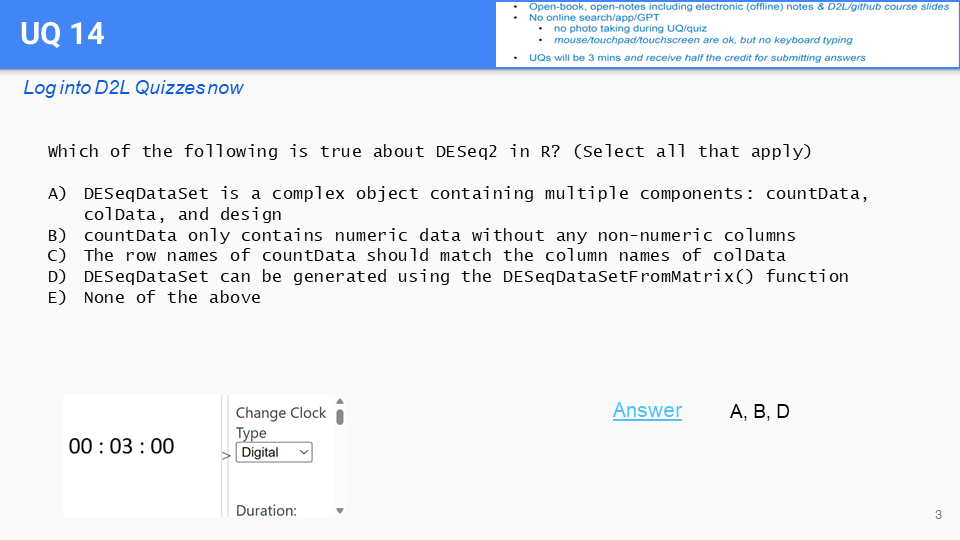 UQ 14
• Open-book, open-notes including electronic (offline) notes & D2L/github course slides
• No online search/app/GPT
• no photo taking during UQ/quiz
• mouse/touchpad/touchscreen are ok, but no keyboard typing
• UQs will be 3 mins and receive half the credit for submitting answers
Log into D2L Quizzes now
Which of the following is true about DESeq2 in R? (Select all that apply)
A) DESeqDataSet is a complex object containing multiple components: countData,
colData, and design
B) countData only contains numeric data without any non-numeric columns
C) The row names of countData should match the column names of colData
D) DESeqDataSet can be generated using the DESeqDataSetFromMatrix() function
E) None of the above
00 : 03 : 00
>
Change Clock
Type
Digital
Duration:
Answer
A, B, D
3